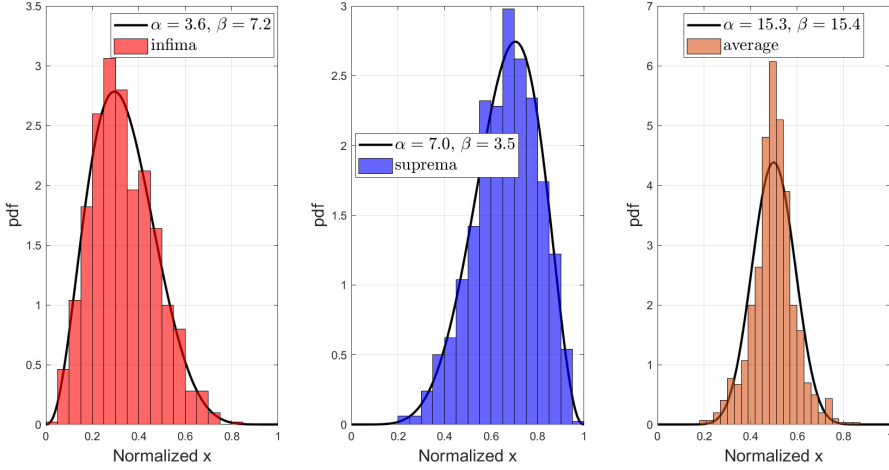 α = 3.6, β = 7.2
infima
3.5
3
2.5
2
1.5
1
0.5
0
pdf
0 0.2 0.4 0.6 0.8 1
Normalized x
α = 7.0, β = 3.5
suprema
3
2.5
2
1.5
1
0.5
0
pdf
0 0.2 0.4 0.6 0.8 1
Normalized x
α = 15.3, β = 15.4
average
7
6
5
4
3
2
1
0
pdf
0 0.2 0.4 0.6 0.8 1
Normalized x